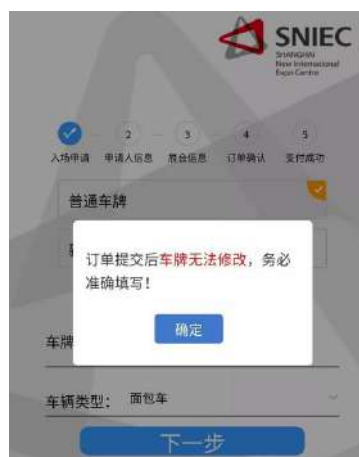 SNIEC
SHANGHAI
New International
Expo Centre
2
3
4
5
入场申请
申请人信息
展会信息
订单确认
支付成功
普通车牌
订单提交后车牌无法修改，务必
准确填写！
确定
车牌
车辆类型：
面包车
下一步